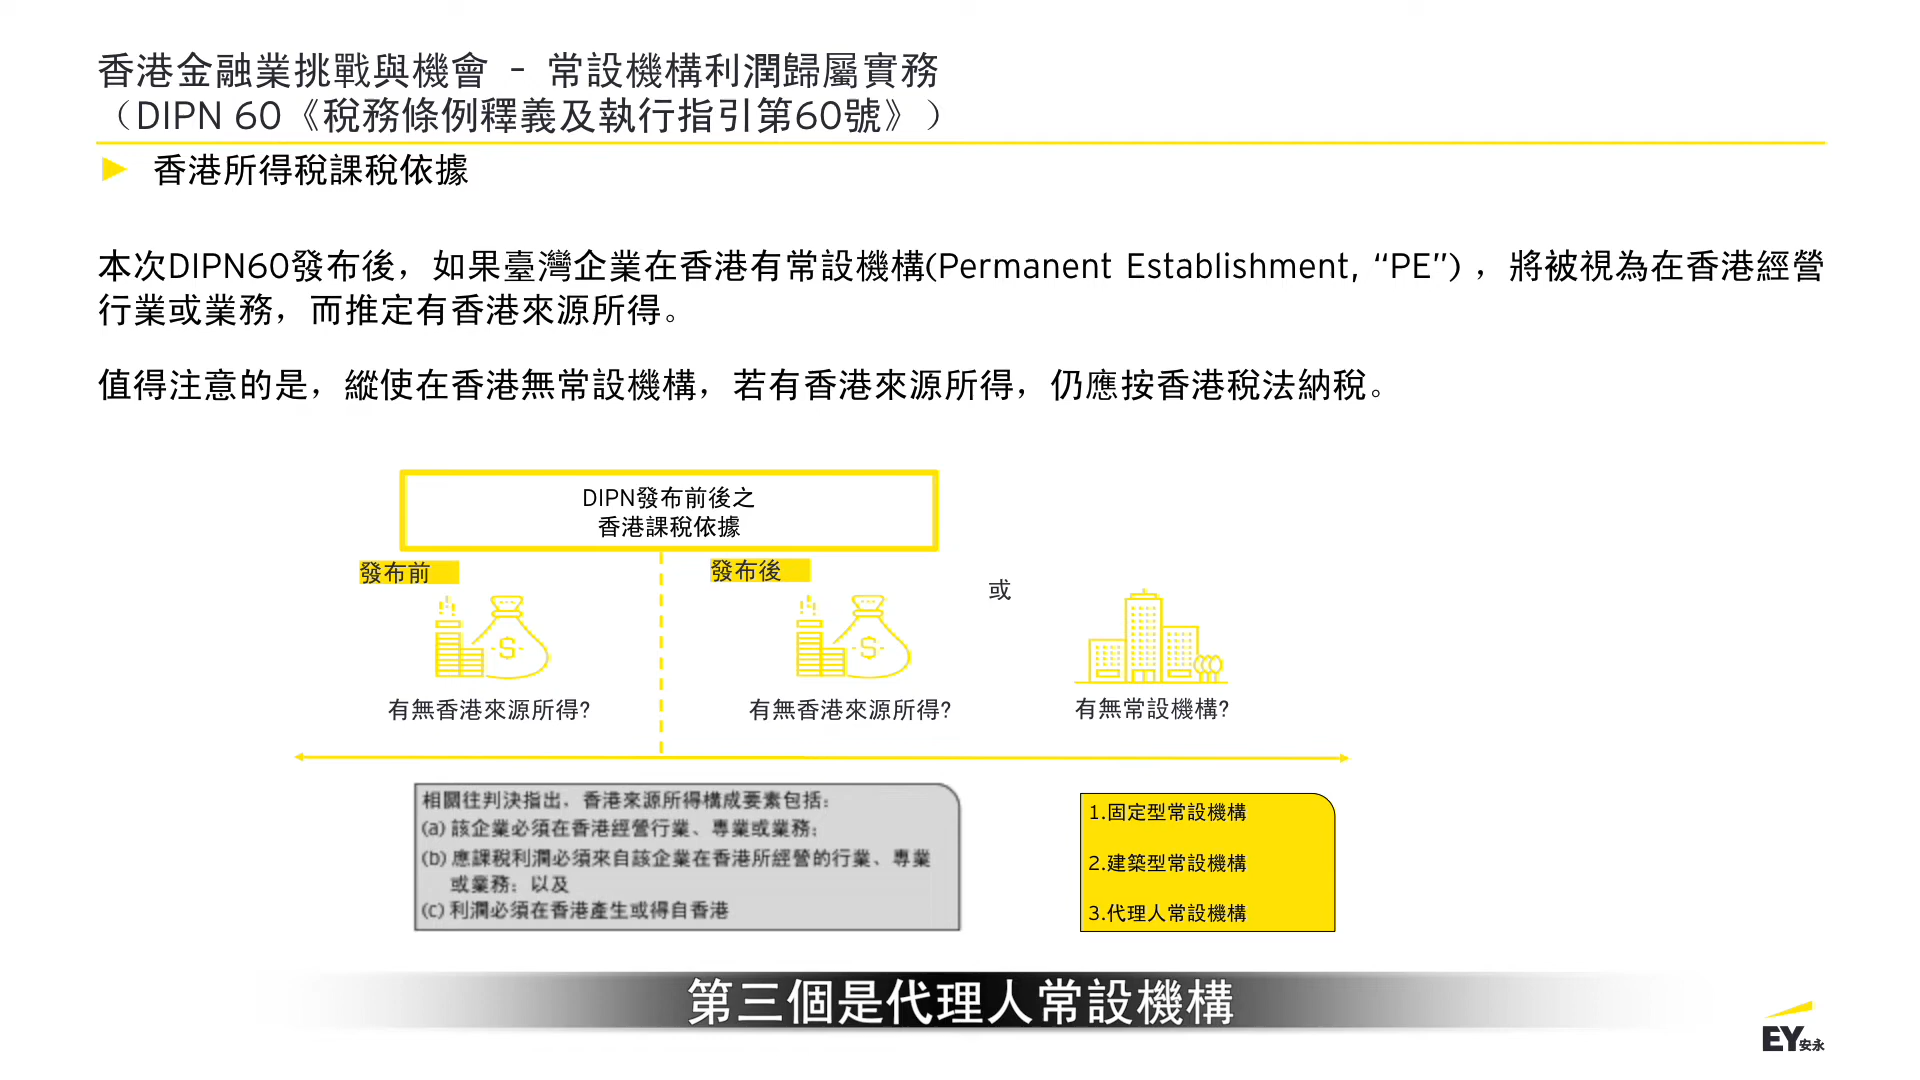 香港金融業挑戰與機會 - 常設機構利潤歸屬實務
（DIPN 60《稅務條例釋義及執行指引第60號》）
香港所得稅課稅依據
本次DIPN60發布後，如果臺灣企業在香港有常設機構(Permanent Establishment, “PE”) ，將被視為在香港經營
行業或業務，而推定有香港來源所得。
值得注意的是，縱使在香港無常設機構，若有香港來源所得，仍應按香港稅法納稅。
DIPN發布前後之
香港課稅依據
發布前
發布後
或
有無香港來源所得?
有無香港來源所得?
有無常設機構?
相關往判決指出，香港來源所得構成要素包括:
(a) 該企業必須在香港經營行業、專業或業務;
(b) 應課稅利潤必須來自該企業在香港所經營的行業、專業
或業務; 以及
(c) 利潤必須在香港產生或得自香港
1.固定型常設機構
2.建築型常設機構
3.代理人常設機構
第三個是代理人常設機構
EY安永